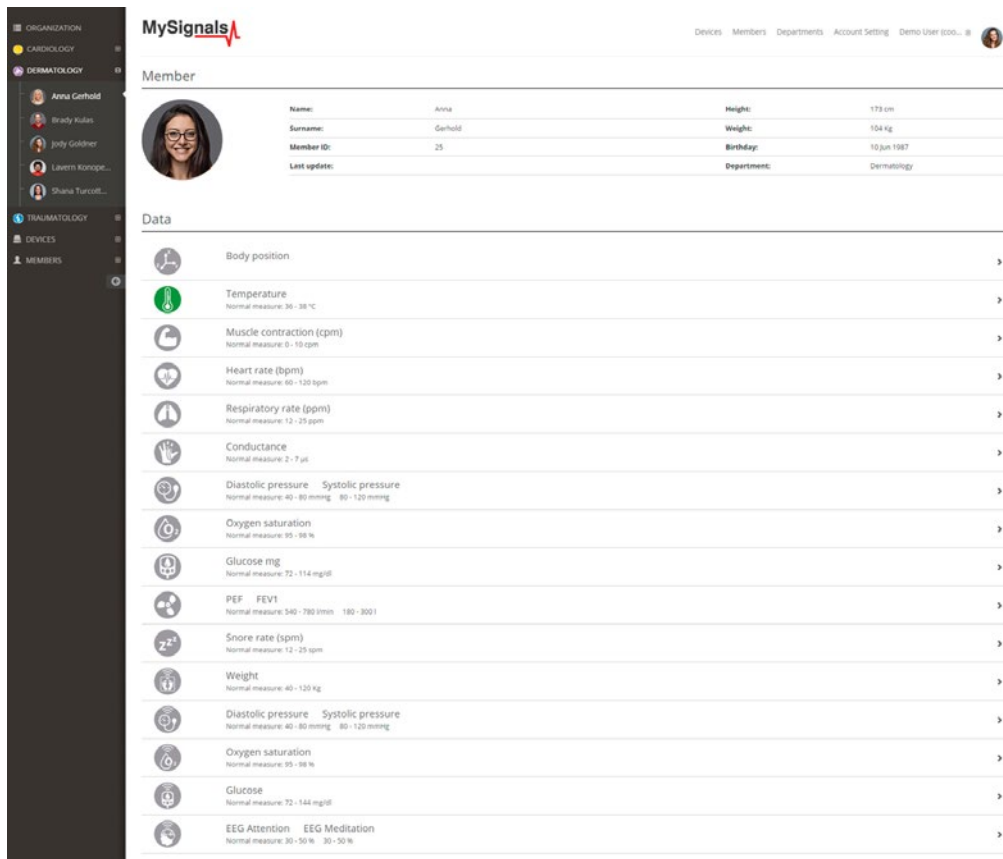 ORGANIZATION
CARDIOLOGY
DERMATOLOGY
Anna Gerhold
Brady Kulas
Jody Goldner
Lavern Konope...
Shana Turcott...
TRAUMATOLOGY
DEVICES
MEMBERS
MySignals
Devices Members Departments Account Setting Demo User (coo...
Member
Name: Anna Height: 173 cm
Surname: Gerhold Weight: 104 Kg
Member ID: 25 Birthday: 10 Jun 1987
Last update: Department: Dermatology
Data
Body position
Temperature
Normal measure: 36 - 38 °C
Muscle contraction (cpm)
Normal measure: 0 - 10 cpm
Heart rate (bpm)
Normal measure: 60 - 120 bpm
Respiratory rate (ppm)
Normal measure: 12 - 25 ppm
Conductance
Normal measure: 2 - 7 µs
Diastolic pressure Systolic pressure
Normal measure: 40 - 80 mmHg 80 - 120 mmHg
O₂
Oxygen saturation
Normal measure: 95 - 98 %
Glucose mg
Normal measure: 72 - 114 mg/dl
PEF FEV1
Normal measure: 540 - 780 l/min 180 - 300 l
zzz
Snore rate (spm)
Normal measure: 12 - 25 spm
Weight
Normal measure: 40 - 120 Kg
Diastolic pressure Systolic pressure
Normal measure: 40 - 80 mmHg 80 - 120 mmHg
O₂
Oxygen saturation
Normal measure: 95 - 98 %
Glucose
Normal measure: 72 - 144 mg/dl
EEG Attention EEG Meditation
Normal measure: 30 - 50 % 30 - 50 %